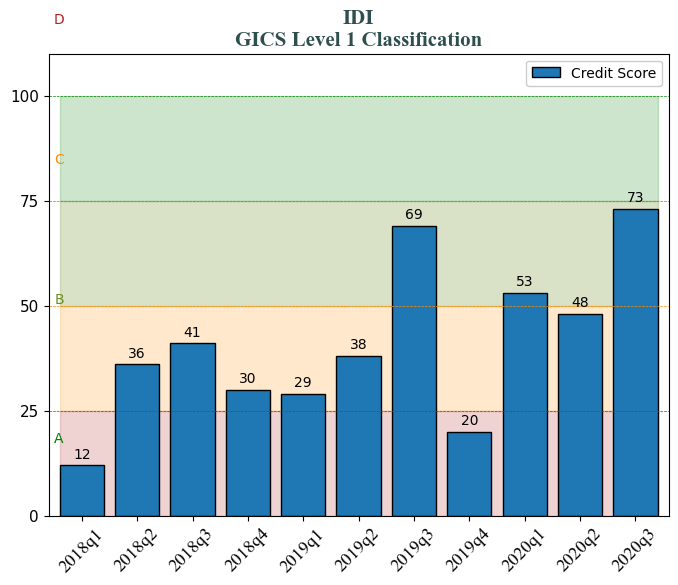 D
IDI
GICS Level 1 Classification
Credit Score
100
C
75
73
69
B
53
50
48
41
38
36
30
29
25
20
A
12
0
2018q1
2018q2
2018q3
2018q4
2019q1
2019q2
2019q3
2019q4
2020q1
2020q2
2020q3